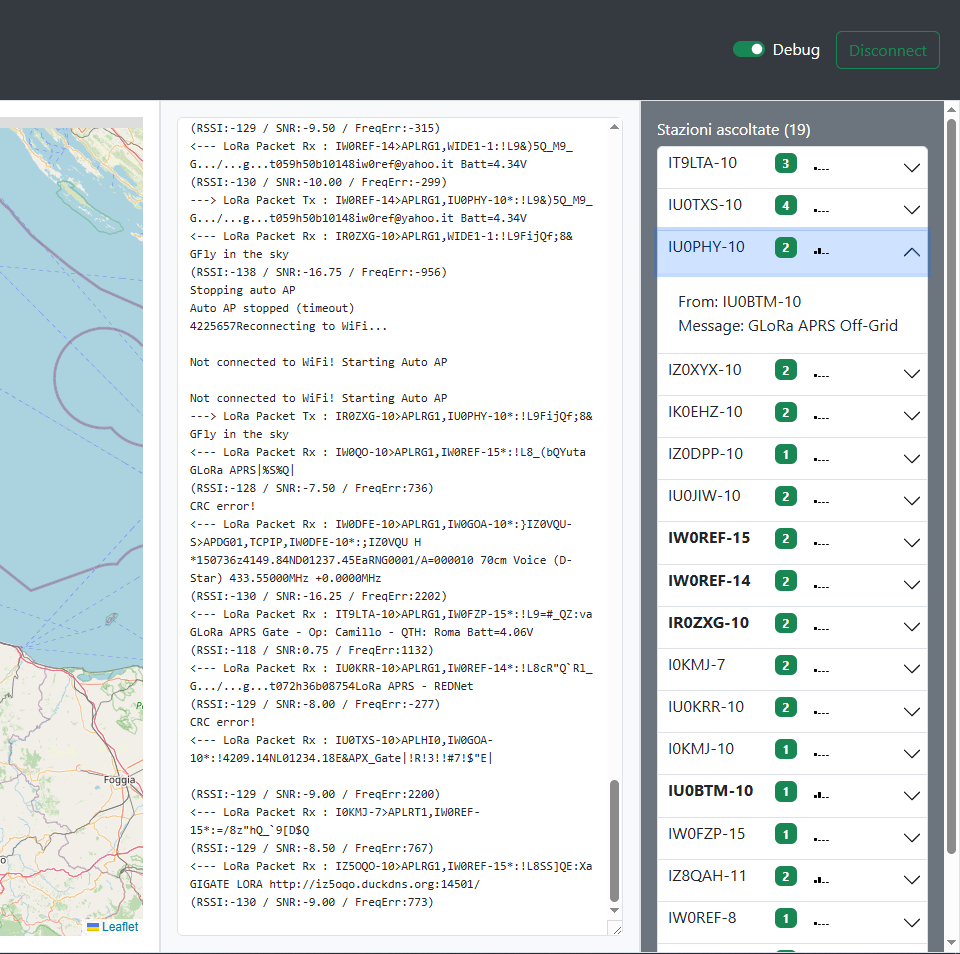 Debug
Disconnect
Foggia
Leaflet
(RSSI:-129 / SNR:-9.50 / FreqErr:-315)
<--- LoRa Packet Rx : IW0REF-14>APLRG1,WIDE1-1:!L9&)5Q_M9_
G.../...g...t059h50b10148iw0ref@yahoo.it Batt=4.34V
(RSSI:-130 / SNR:-10.00 / FreqErr:-299)
---> LoRa Packet Tx : IW0REF-14>APLRG1,IU0PHY-10*:!L9&)5Q_M9_
G.../...g...t059h50b10148iw0ref@yahoo.it Batt=4.34V
<--- LoRa Packet Rx : IR0ZXG-10>APLRG1,WIDE1-1:!L9FijQf;8&
GFly in the sky
(RSSI:-138 / SNR:-16.75 / FreqErr:-956)
Stopping auto AP
Auto AP stopped (timeout)
4225657Reconnecting to WiFi...
Not connected to WiFi! Starting Auto AP
Not connected to WiFi! Starting Auto AP
---> LoRa Packet Tx : IR0ZXG-10>APLRG1,IU0PHY-10*:!L9FijQf;8&
GFly in the sky
<--- LoRa Packet Rx : IW0QO-10>APLRG1,IW0REF-15*:!L8_(bQYuta
GLoRa APRS|%S%Q|
(RSSI:-128 / SNR:-7.50 / FreqErr:736)
CRC error!
<--- LoRa Packet Rx : IW0DFE-10>APLRG1,IW0GOA-10*:}IZ0VQU-
S>APDG01,TCPIP,IW0DFE-10*:;IZ0VQU H
*150736z4149.84ND01237.45EaRNG0001/A=000010 70cm Voice (D-
Star) 433.55000MHz +0.0000MHz
(RSSI:-130 / SNR:-16.25 / FreqErr:2202)
<--- LoRa Packet Rx : IT9LTA-10>APLRG1,IW0FZP-15*:!L9=#_QZ:va
GLoRa APRS Gate - Op: Camillo - QTH: Roma Batt=4.06V
(RSSI:-118 / SNR:0.75 / FreqErr:1132)
<--- LoRa Packet Rx : IU0KRR-10>APLRG1,IW0REF-14*:!L8cR"Q`Rl_
G.../...g...t072h36b08754LoRa APRS - REDNet
(RSSI:-129 / SNR:-8.00 / FreqErr:-277)
CRC error!
<--- LoRa Packet Rx : IU0TXS-10>APLHI0,IW0GOA-
10*:!4209.14NL01234.18E&APX_Gate|!R!3!!#7!$"E|
(RSSI:-129 / SNR:-9.00 / FreqErr:2200)
<--- LoRa Packet Rx : I0KMJ-7>APLRT1,IW0REF-
15*:=/8z"hQ_`9[D$Q
(RSSI:-129 / SNR:-8.50 / FreqErr:767)
<--- LoRa Packet Rx : IZ5OQO-10>APLRG1,IW0REF-15*:!L8SS]QE:Xa
GIGATE LORA http://iz5oqo.duckdns.org:14501/
(RSSI:-130 / SNR:-9.00 / FreqErr:773)
Stazioni ascoltate (19)
IT9LTA-10 3
IU0TXS-10 4
IU0PHY-10 2
From: IU0BTM-10
Message: GLoRa APRS Off-Grid
IZ0XYX-10 2
IK0EHZ-10 2
IZ0DPP-10 1
IU0JIW-10 2
IW0REF-15 2
IW0REF-14 2
IR0ZXG-10 2
I0KMJ-7 2
IU0KRR-10 2
I0KMJ-10 1
IU0BTM-10 1
IW0FZP-15 1
IZ8QAH-11 2
IW0REF-8 1